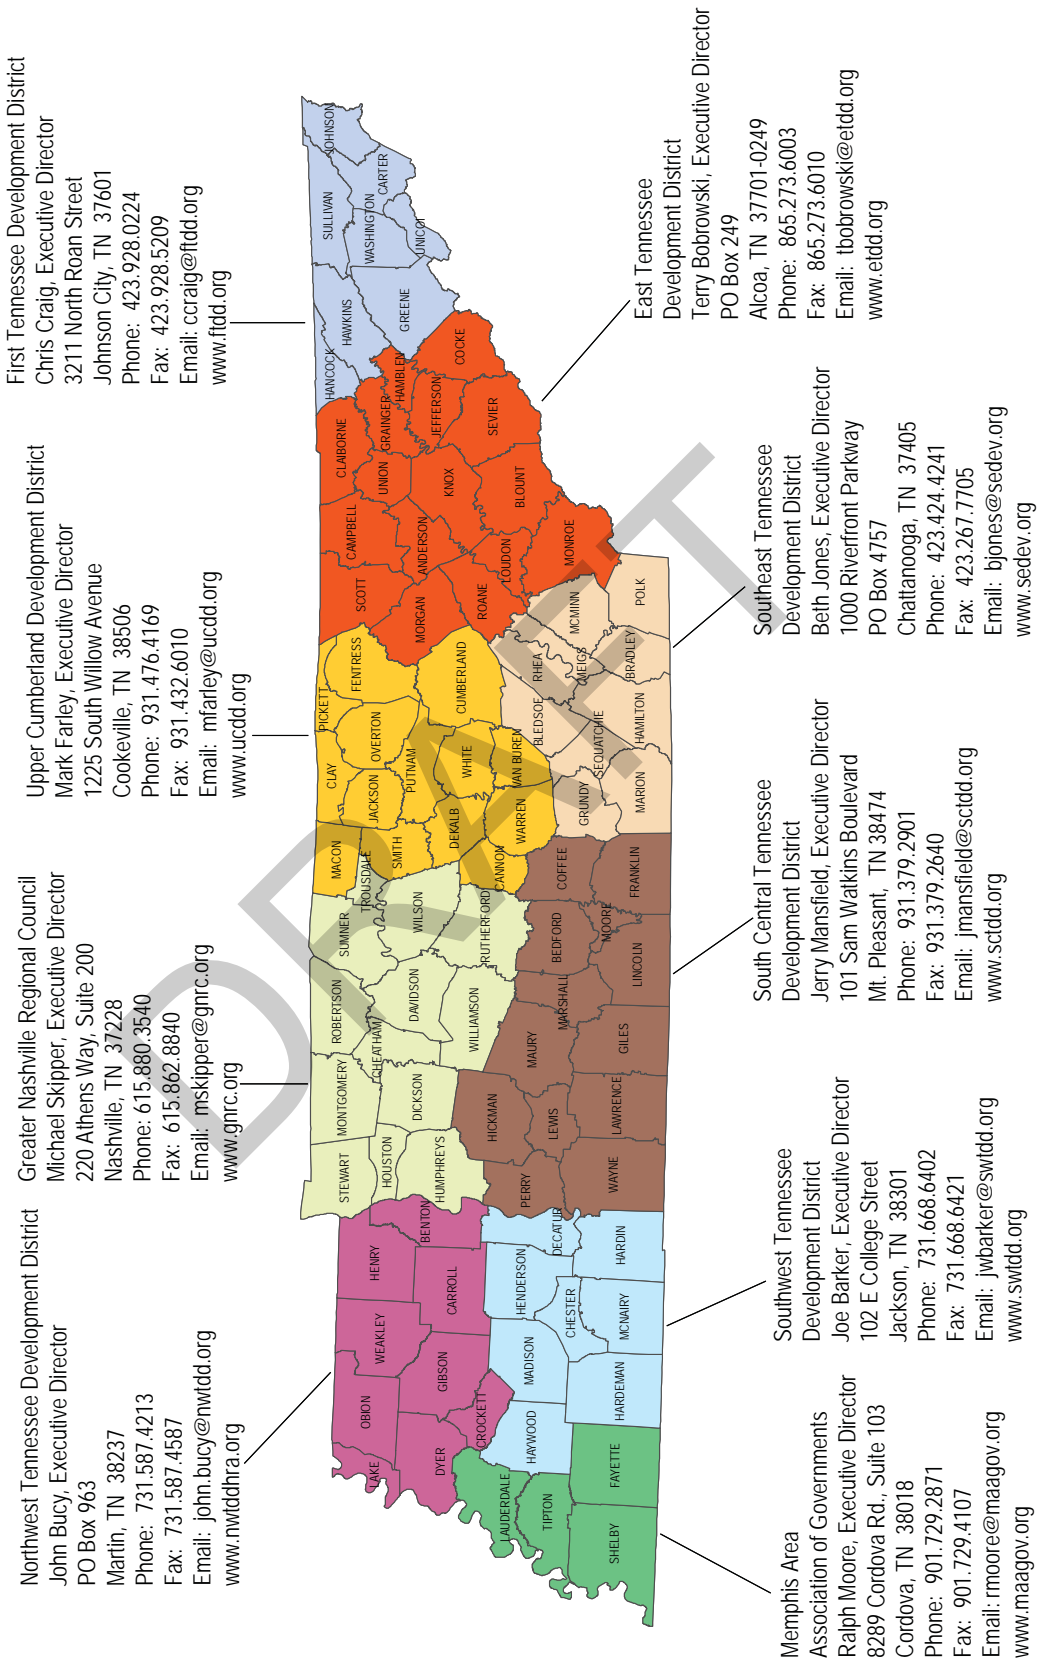 Northwest Tennessee Development District
John Bucy, Executive Director
PO Box 963
Martin, TN 38237
Phone: 731.587.4213
Fax: 731.587.4587
Email: john.bucy@nwtddhra.org
www.nwtddhra.org
Greater Nashville Regional Council
Michael Skipper, Executive Director
220 Athens Way, Suite 200
Nashville, TN 37228
Phone: 615.880.3540
Fax: 615.862.8840
Email: mskipper@gnrc.org
www.gnrc.org
Upper Cumberland Development District
Mark Farley, Executive Director
1225 South Willow Avenue
Cookeville, TN 38506
Phone: 931.476.4169
Fax: 931.432.6010
Email: mfarley@ucdd.org
www.ucdd.org
First Tennessee Development District
Chris Craig, Executive Director
3211 North Roan Street
Johnson City, TN 37601
Phone: 423.928.0224
Fax: 423.928.5209
Email: ccraig@ftdd.org
www.ftdd.org
LAKE
OBION
WEAKLEY
HENRY
BENTON
DYER
GIBSON
CARROLL
CROCKETT
LAUDERDALE
TIPTON
SHELBY
FAYETTE
HAYWOOD
MADISON
HENDERSON
DECATUR
CHESTER
HARDEMAN
MCNAIRY
HARDIN
STEWART
MONTGOMERY
ROBERTSON
SUMNER
TROUSDALE
HOUSTON
HUMPHREYS
DICKSON
CHEATHAM
DAVIDSON
WILSON
WILLIAMSON
RUTHERFORD
PERRY
HICKMAN
LEWIS
WAYNE
LAWRENCE
MAURY
MARSHALL
GILES
BEDFORD
MOORE
LINCOLN
COFFEE
FRANKLIN
MACON
CLAY
PICKETT
SMITH
JACKSON
OVERTON
FENTRESS
PUTNAM
DEKALB
WHITE
CUMBERLAND
CANNON
WARREN
VAN BUREN
GRUNDY
SEQUATCHIE
BLEDSOE
RHEA
MEIGS
MCMINN
MARION
HAMILTON
BRADLEY
POLK
SCOTT
CAMPBELL
CLAIBORNE
MORGAN
ANDERSON
UNION
GRAINGER
HAMBLEN
ROANE
LOUDON
KNOX
JEFFERSON
COCKE
MONROE
BLOUNT
SEVIER
HANCOCK
HAWKINS
GREENE
SULLIVAN
WASHINGTON
UNICOI
CARTER
JOHNSON
DRAFT
Memphis Area
Association of Governments
Ralph Moore, Executive Director
8289 Cordova Rd., Suite 103
Cordova, TN 38018
Phone: 901.729.2871
Fax: 901.729.4107
Email: rmoore@maagov.org
www.maagov.org
Southwest Tennessee
Development District
Joe Barker, Executive Director
102 E College Street
Jackson, TN 38301
Phone: 731.668.6402
Fax: 731.668.6421
Email: jwbarker@swtdd.org
www.swtdd.org
South Central Tennessee
Development District
Jerry Mansfield, Executive Director
101 Sam Watkins Boulevard
Mt. Pleasant, TN 38474
Phone: 931.379.2901
Fax: 931.379.2640
Email: jmansfield@sctdd.org
www.sctdd.org
Southeast Tennessee
Development District
Beth Jones, Executive Director
1000 Riverfront Parkway
PO Box 4757
Chattanooga, TN 37405
Phone: 423.424.4241
Fax: 423.267.7705
Email: bjones@sedev.org
www.sedev.org
East Tennessee
Development District
Terry Bobrowski, Executive Director
PO Box 249
Alcoa, TN 37701-0249
Phone: 865.273.6003
Fax: 865.273.6010
Email: tbobrowski@etdd.org
www.etdd.org